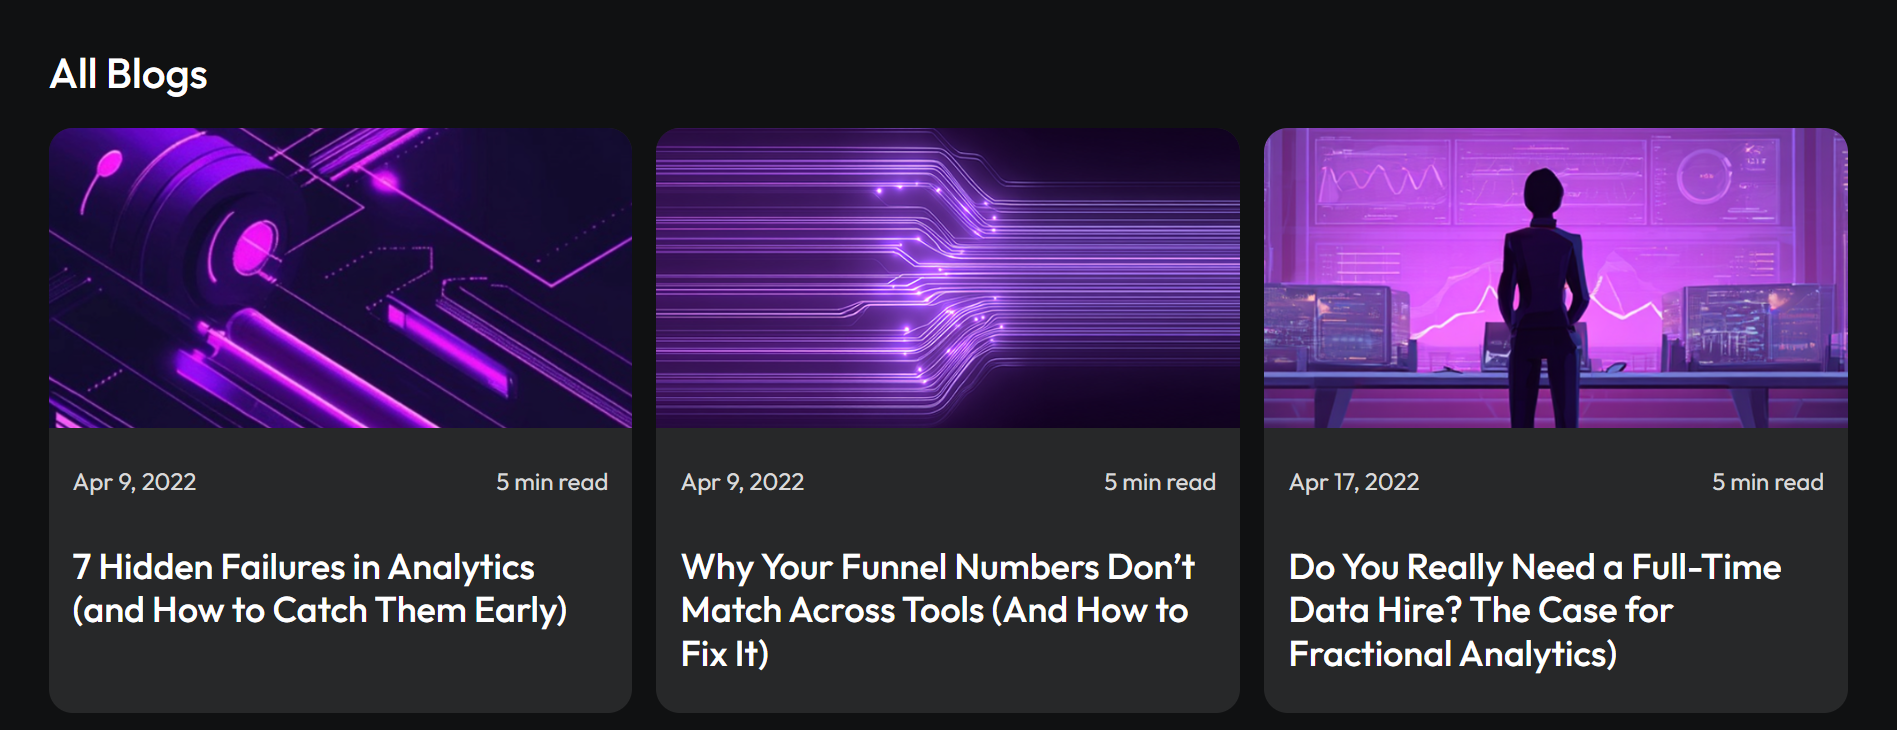 All Blogs
Apr 9, 2022
5 min read
7 Hidden Failures in Analytics
(and How to Catch Them Early)
Apr 9, 2022
5 min read
Why Your Funnel Numbers Don’t
Match Across Tools (And How to
Fix It)
Apr 17, 2022
5 min read
Do You Really Need a Full-Time
Data Hire? The Case for
Fractional Analytics)